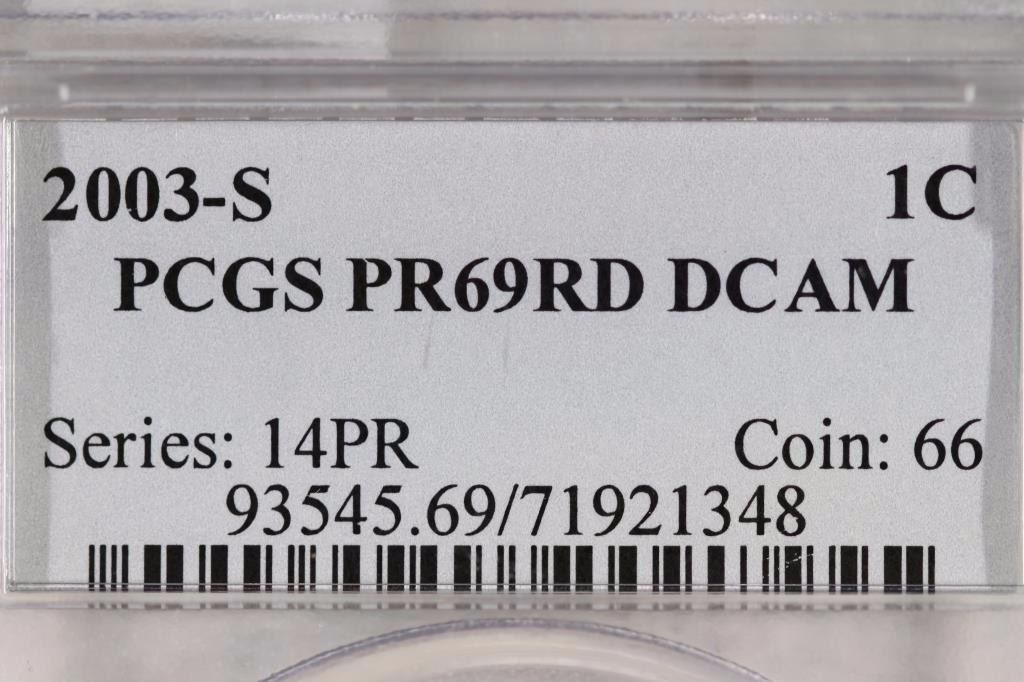 2003-S 1C
PCGS PR69RD DCAM
Series: 14PR Coin: 66
93545.69/71921348